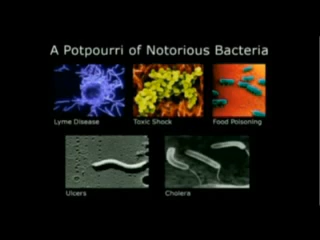 A Potpourri of Notorious Bacteria
Lyme Disease
Toxic Shock
Food Poisoning
Ulcers
Cholera